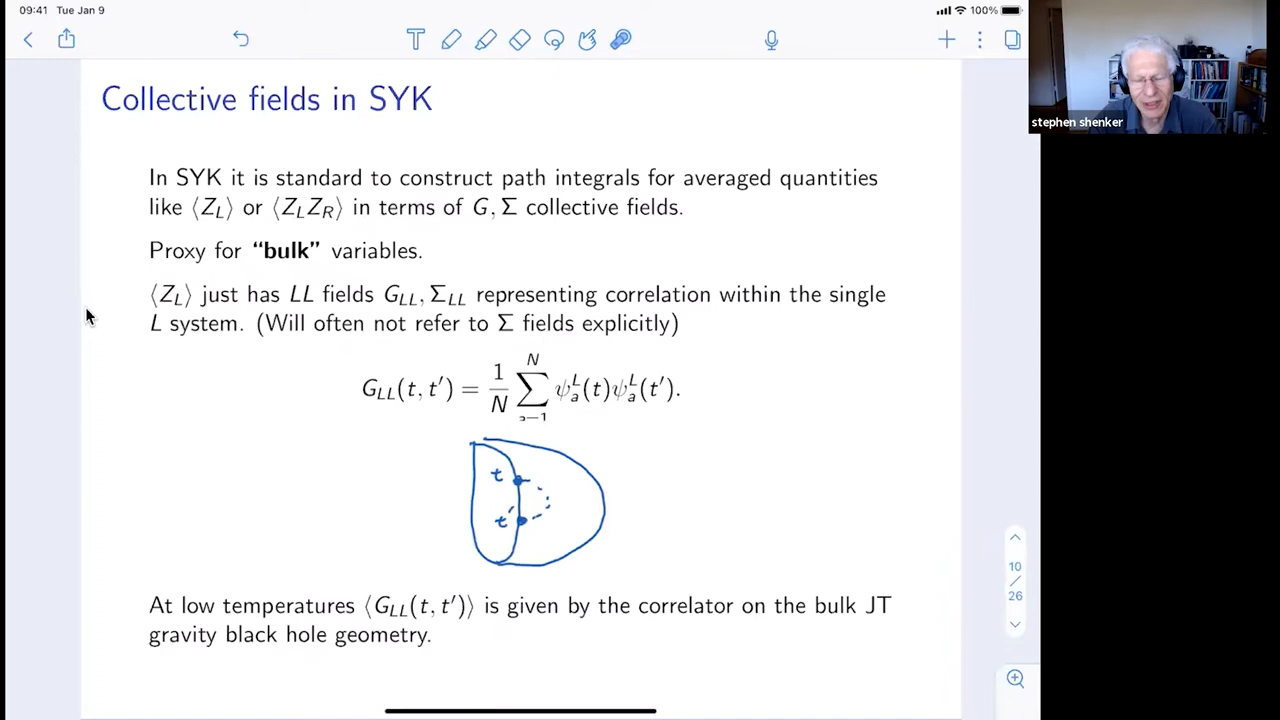 09:41 Tue Jan 9
100%
stephen shenker
Collective fields in SYK
In SYK it is standard to construct path integrals for averaged quantities
like ⟨Z_L⟩ or ⟨Z_L Z_R⟩ in terms of G, Σ collective fields.
Proxy for “bulk” variables.
⟨Z_L⟩ just has LL fields G_LL, Σ_LL representing correlation within the single
L system. (Will often not refer to Σ fields explicitly)
G_LL(t, t′) = 1/N ∑_{a=1}^{N} ψ_a^L(t)ψ_a^L(t′).
t
t′
At low temperatures ⟨G_LL(t, t′)⟩ is given by the correlator on the bulk JT
gravity black hole geometry.
10
/
26